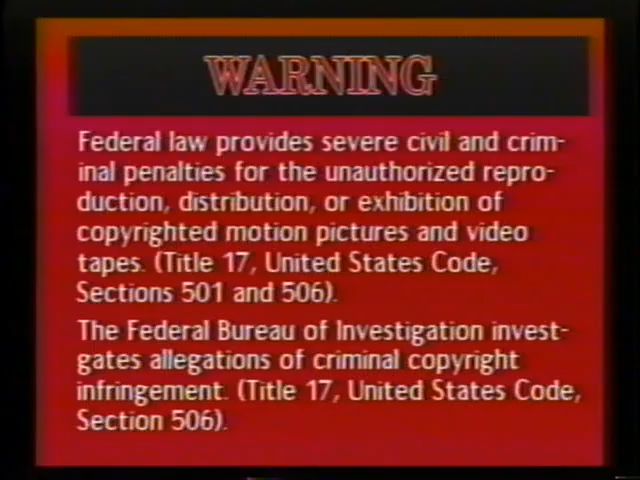 WARNING
Federal law provides severe civil and crim-
inal penalties for the unauthorized repro-
duction, distribution, or exhibition of
copyrighted motion pictures and video
tapes. (Title 17, United States Code,
Sections 501 and 506).
The Federal Bureau of Investigation invest-
gates allegations of criminal copyright
infringement. (Title 17, United States Code,
Section 506).